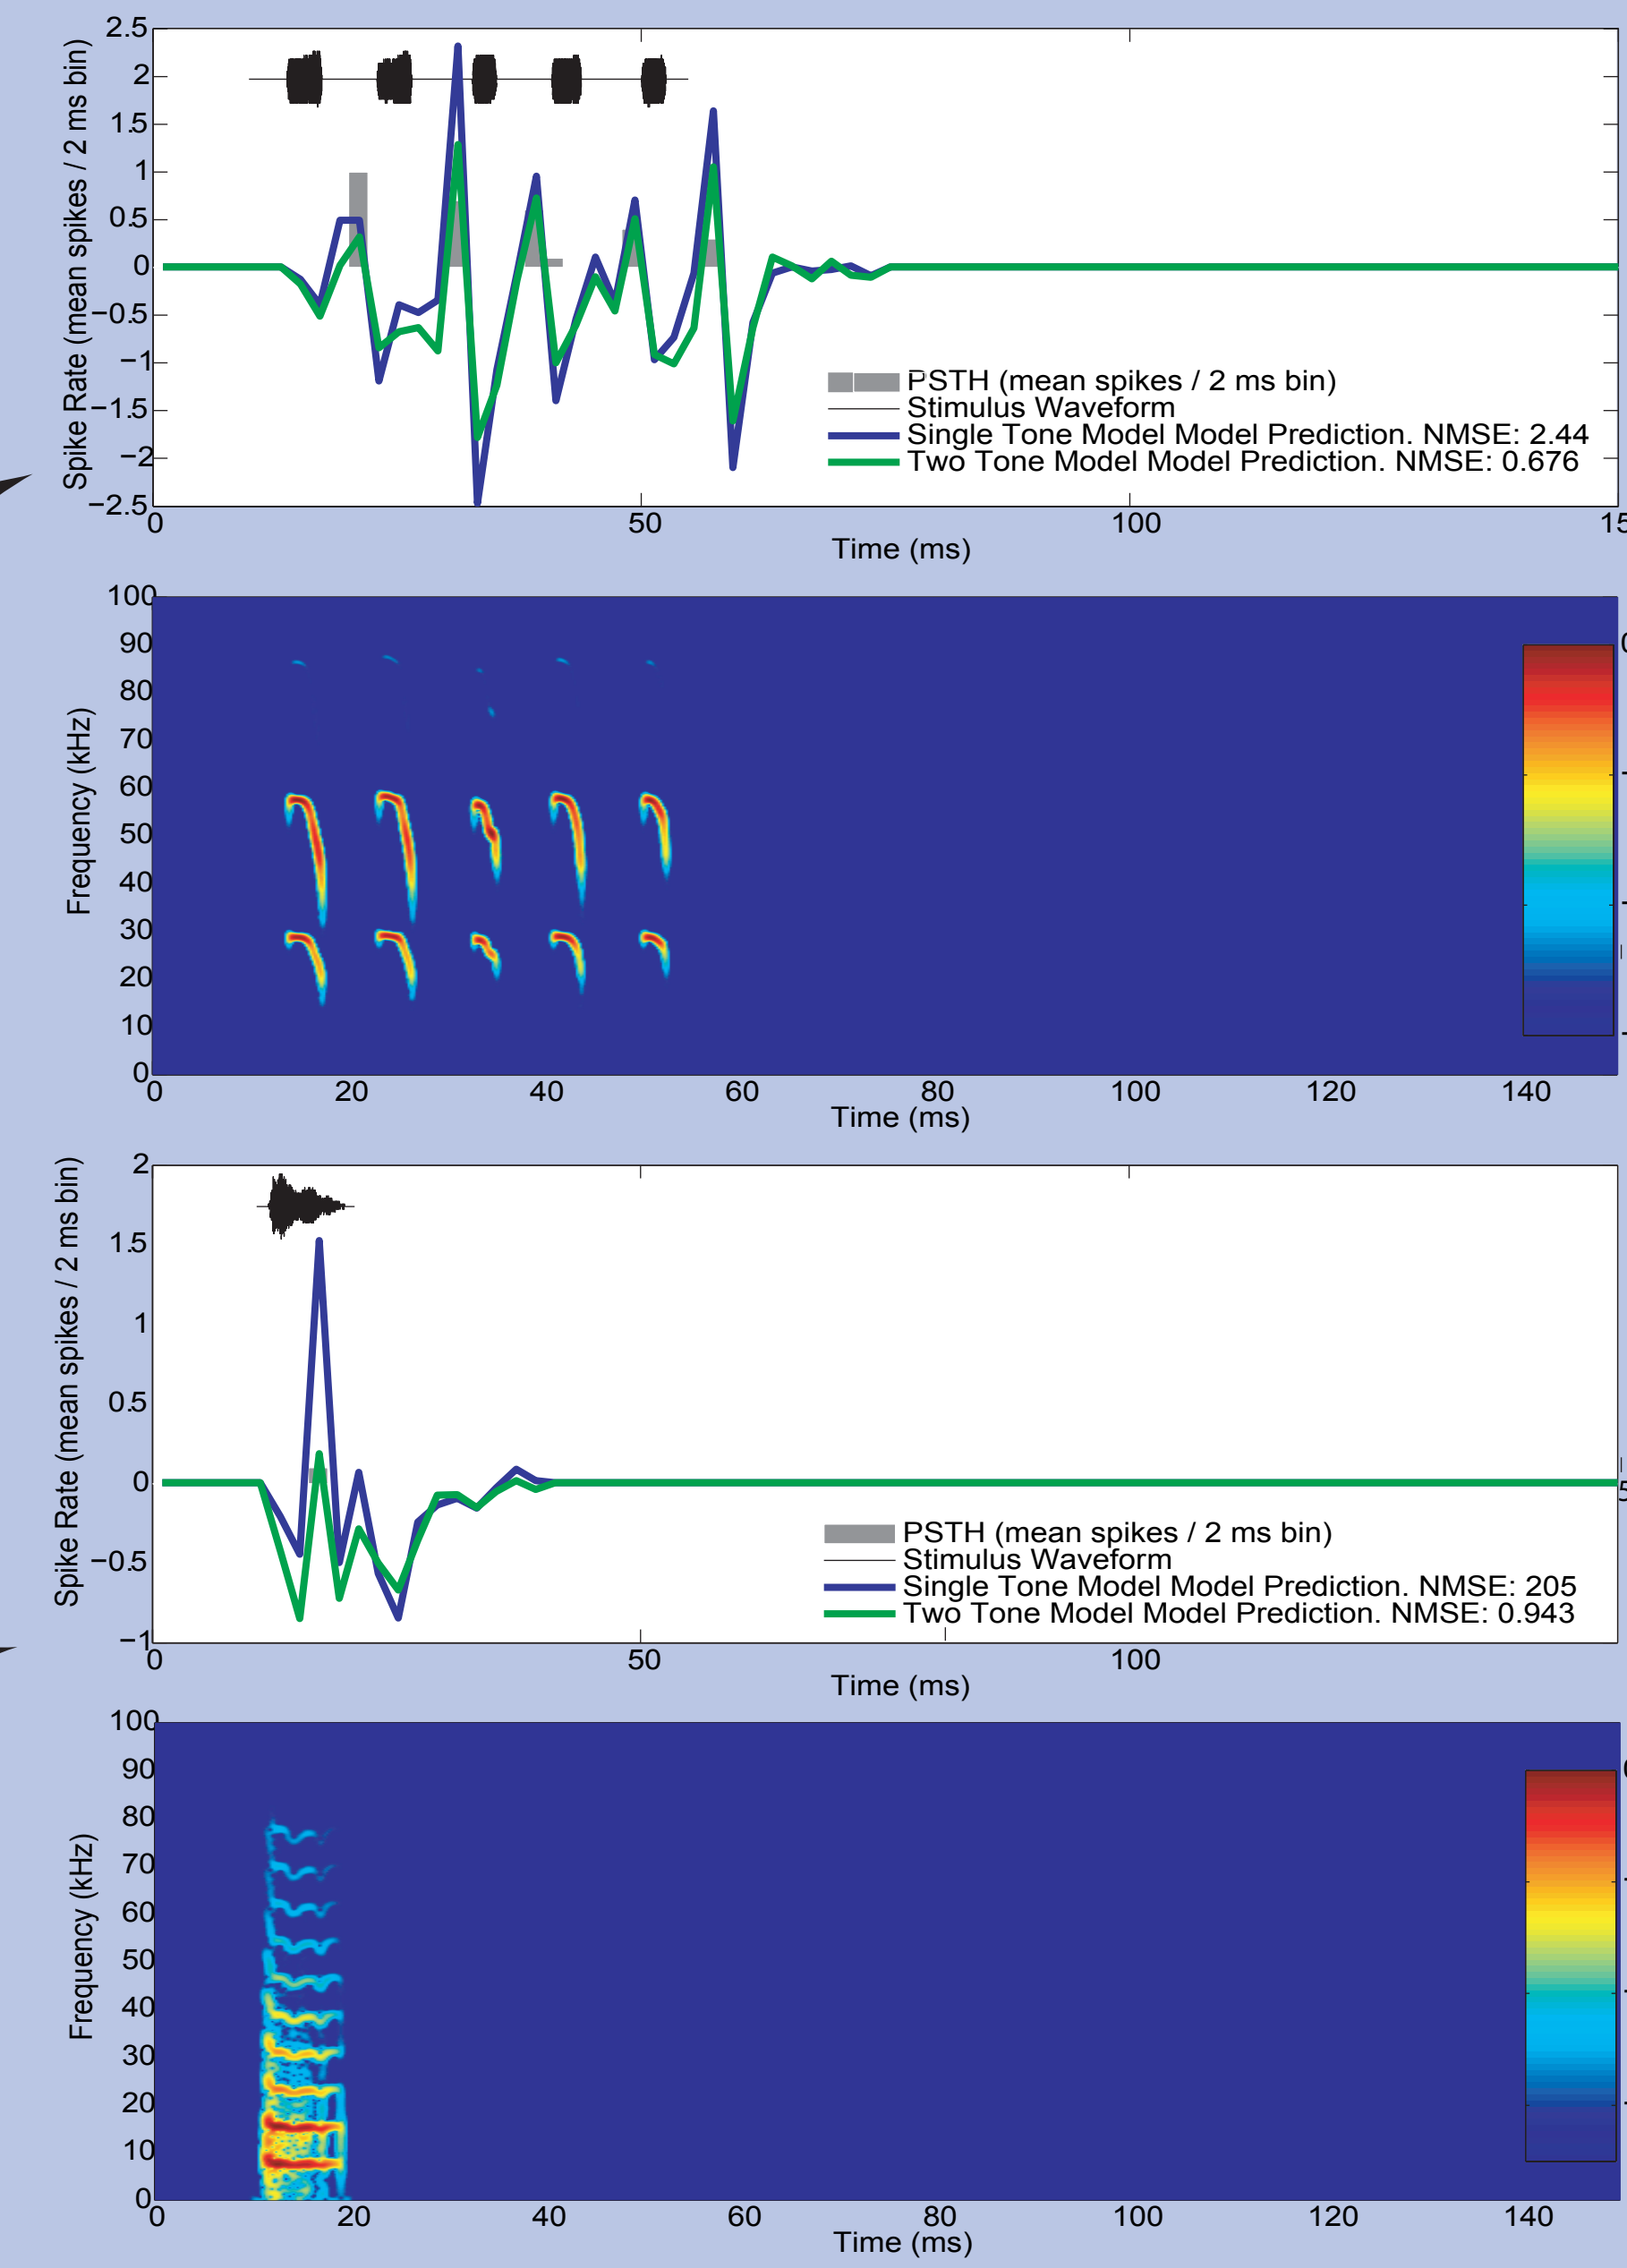 2.5
2
1.5
1
0.5
0
−0.5
−1
−1.5
−2
−2.5
Spike Rate (mean spikes / 2 ms bin)
PSTH (mean spikes / 2 ms bin)
Stimulus Waveform
Single Tone Model Model Prediction. NMSE: 2.44
Two Tone Model Model Prediction. NMSE: 0.676
0 50 100 15
Time (ms)
100
90
80
70
60
50
40
30
20
10
0
Frequency (kHz)
0 20 40 60 80 100 120 140
Time (ms)
2
1.5
1
0.5
0
−0.5
−1
Spike Rate (mean spikes / 2 ms bin)
PSTH (mean spikes / 2 ms bin)
Stimulus Waveform
Single Tone Model Model Prediction. NMSE: 205
Two Tone Model Model Prediction. NMSE: 0.943
0 50 100
Time (ms)
100
90
80
70
60
50
40
30
20
10
0
Frequency (kHz)
0 20 40 60 80 100 120 140
Time (ms)